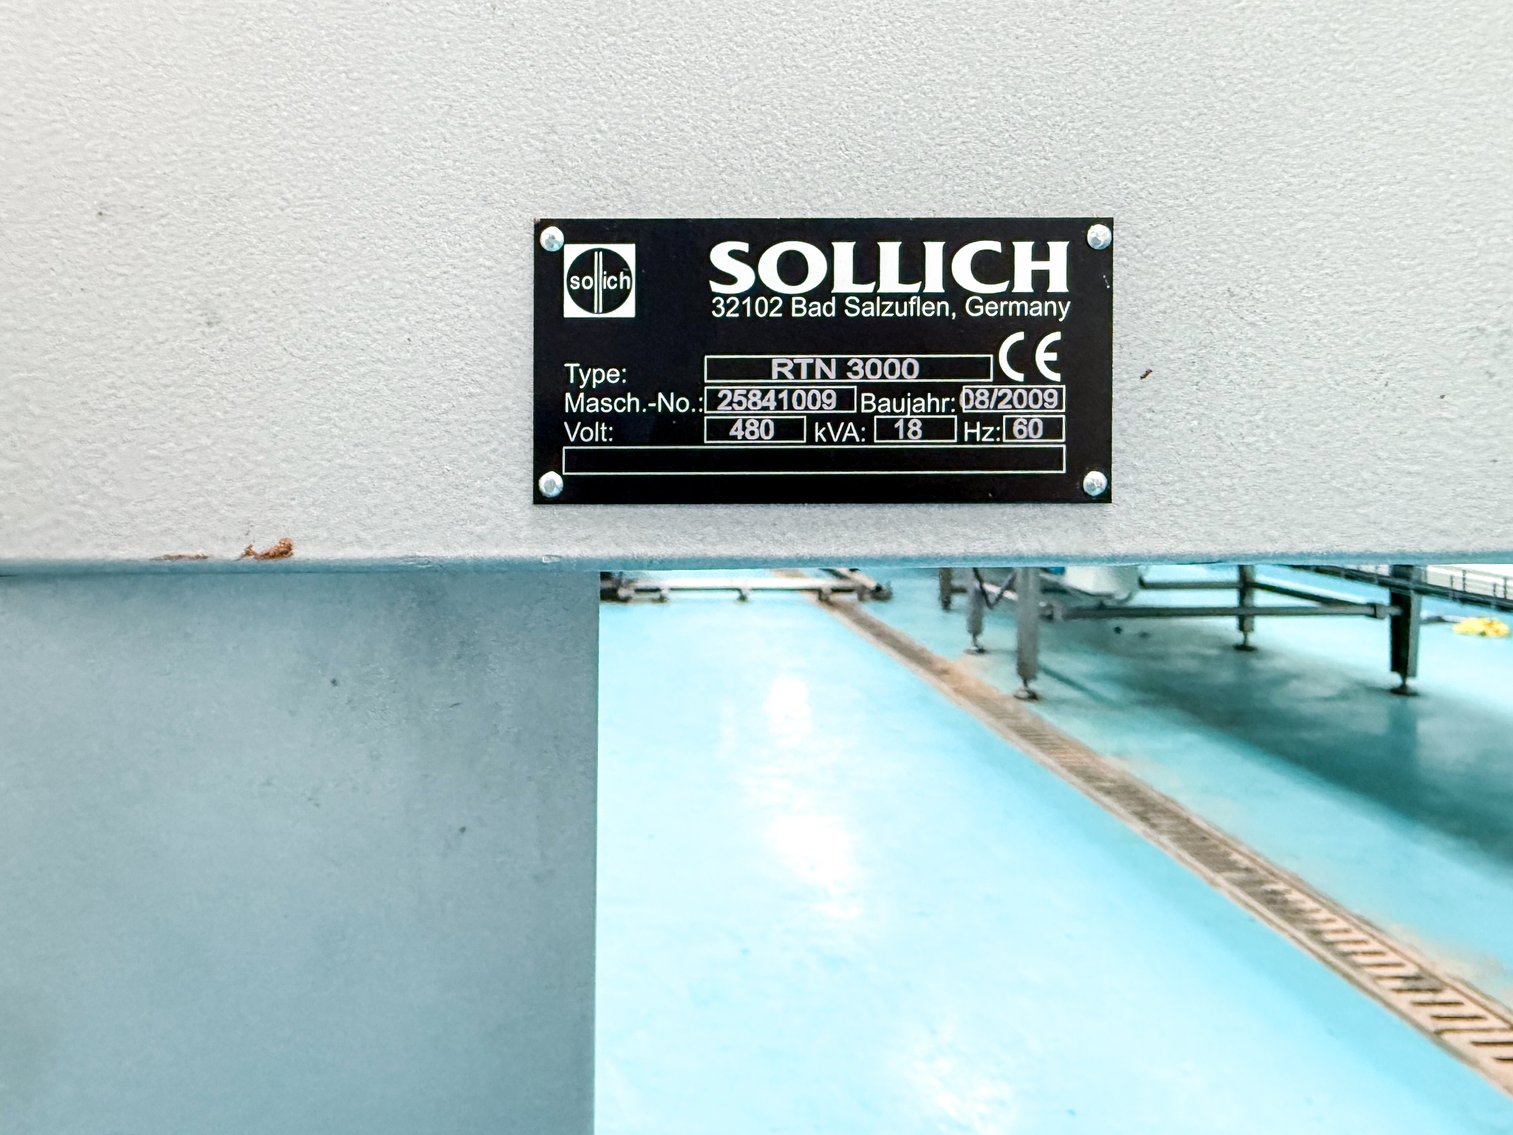 sollich
SOLLICH
32102 Bad Salzuflen, Germany
CE
Type: RTN 3000
Masch.-No.: 25841009 Baujahr: 08/2009
Volt: 480 kVA: 18 Hz: 60